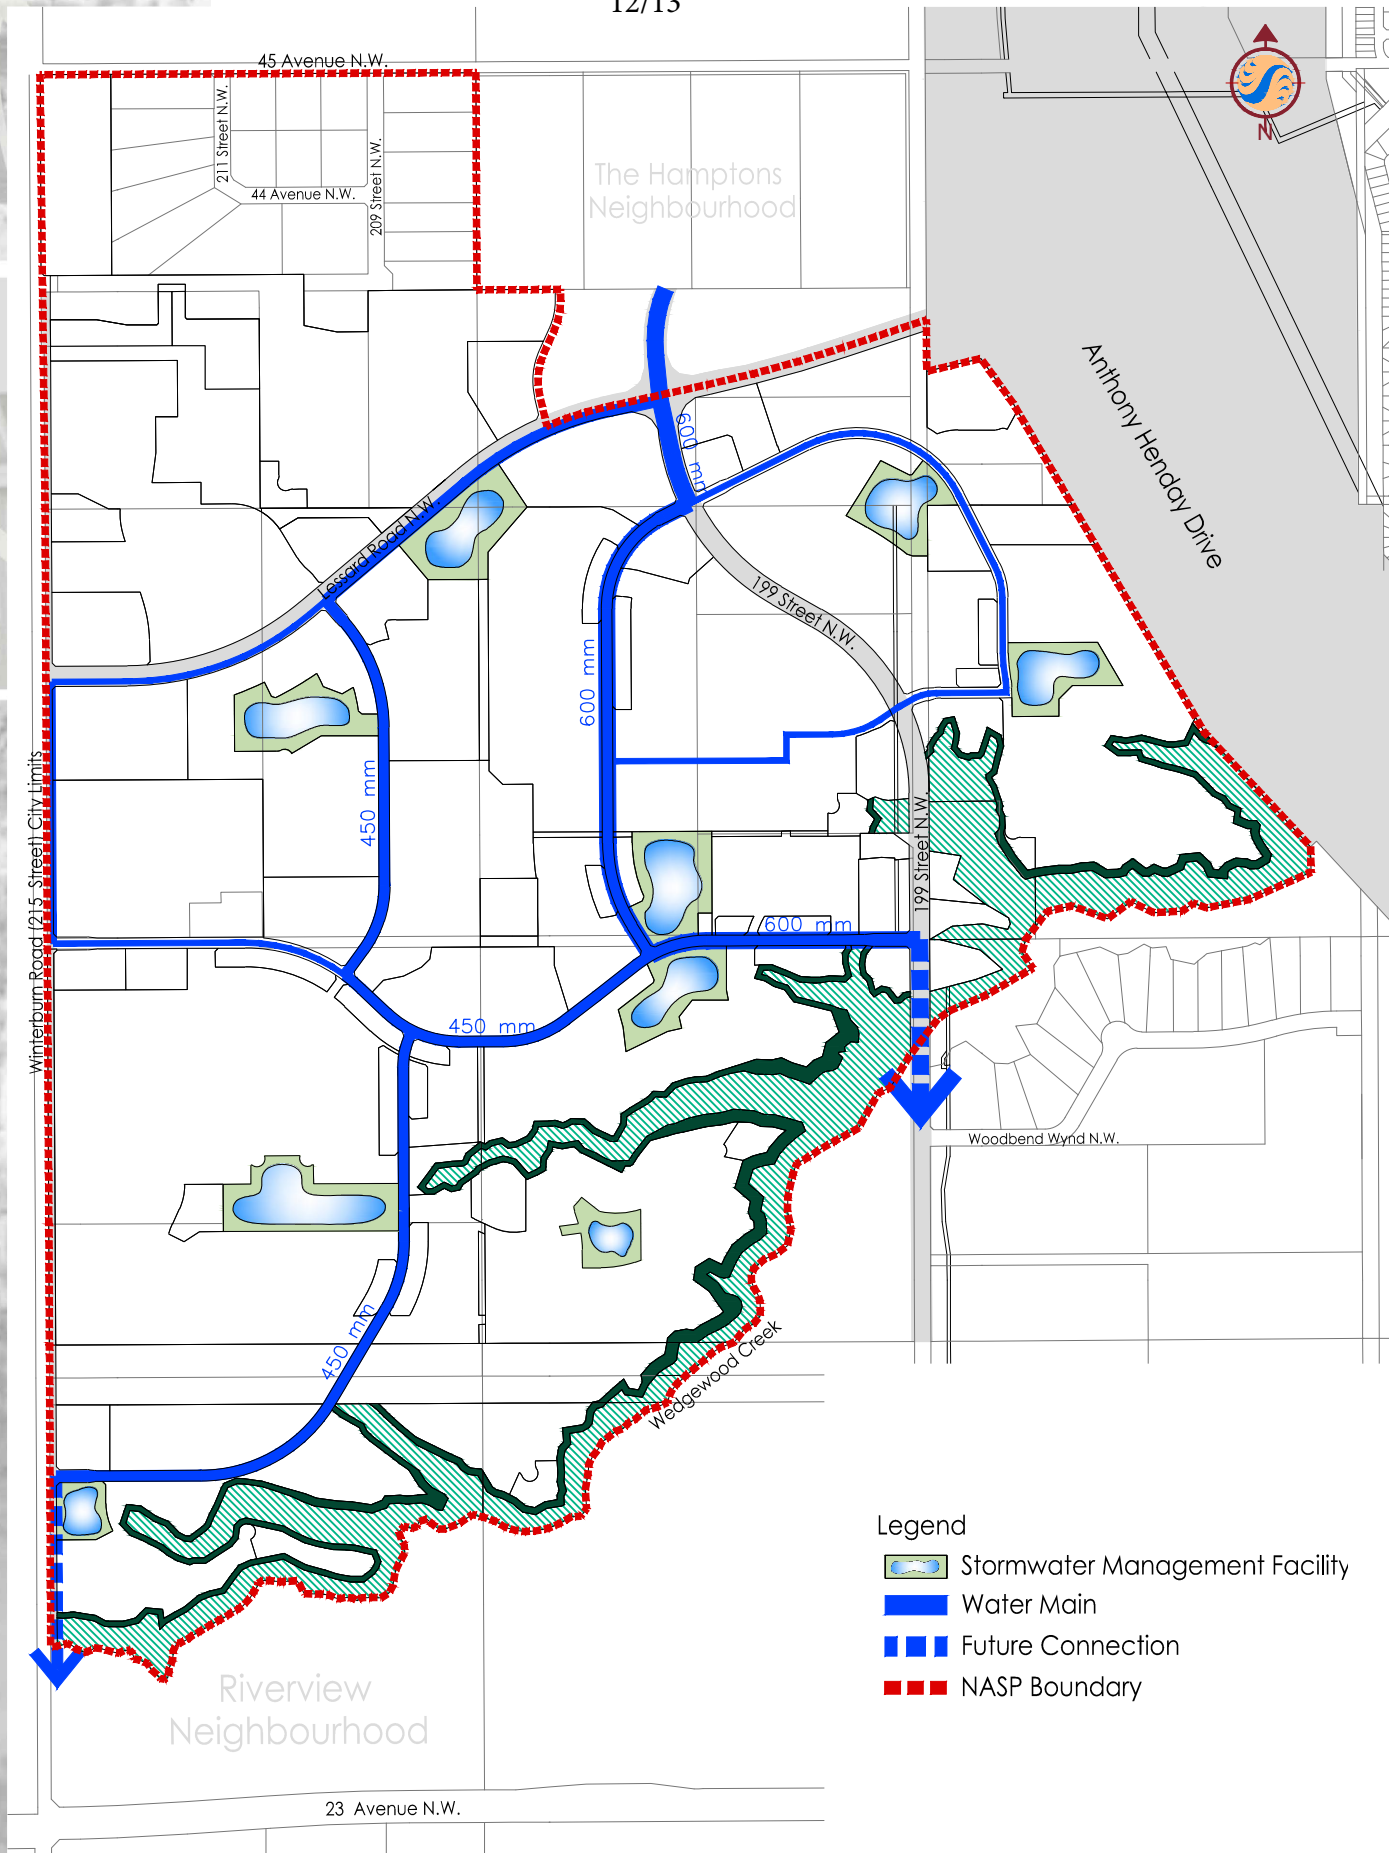 12/13
45 Avenue N.W.
N
211 Street N.W.
209 Street N.W.
44 Avenue N.W.
The Hamptons
Neighbourhood
Anthony Henday Drive
600 mm
Lessard Road N.W.
199 Street N.W.
600 mm
450 mm
Winterburn Road (215 Street) City Limits
199 Street N.W.
600 mm
450 mm
Woodbend Wynd N.W.
450 mm
Wedgewood Creek
Legend
Stormwater Management Facility
Water Main
Future Connection
NASP Boundary
Riverview
Neighbourhood
23 Avenue N.W.